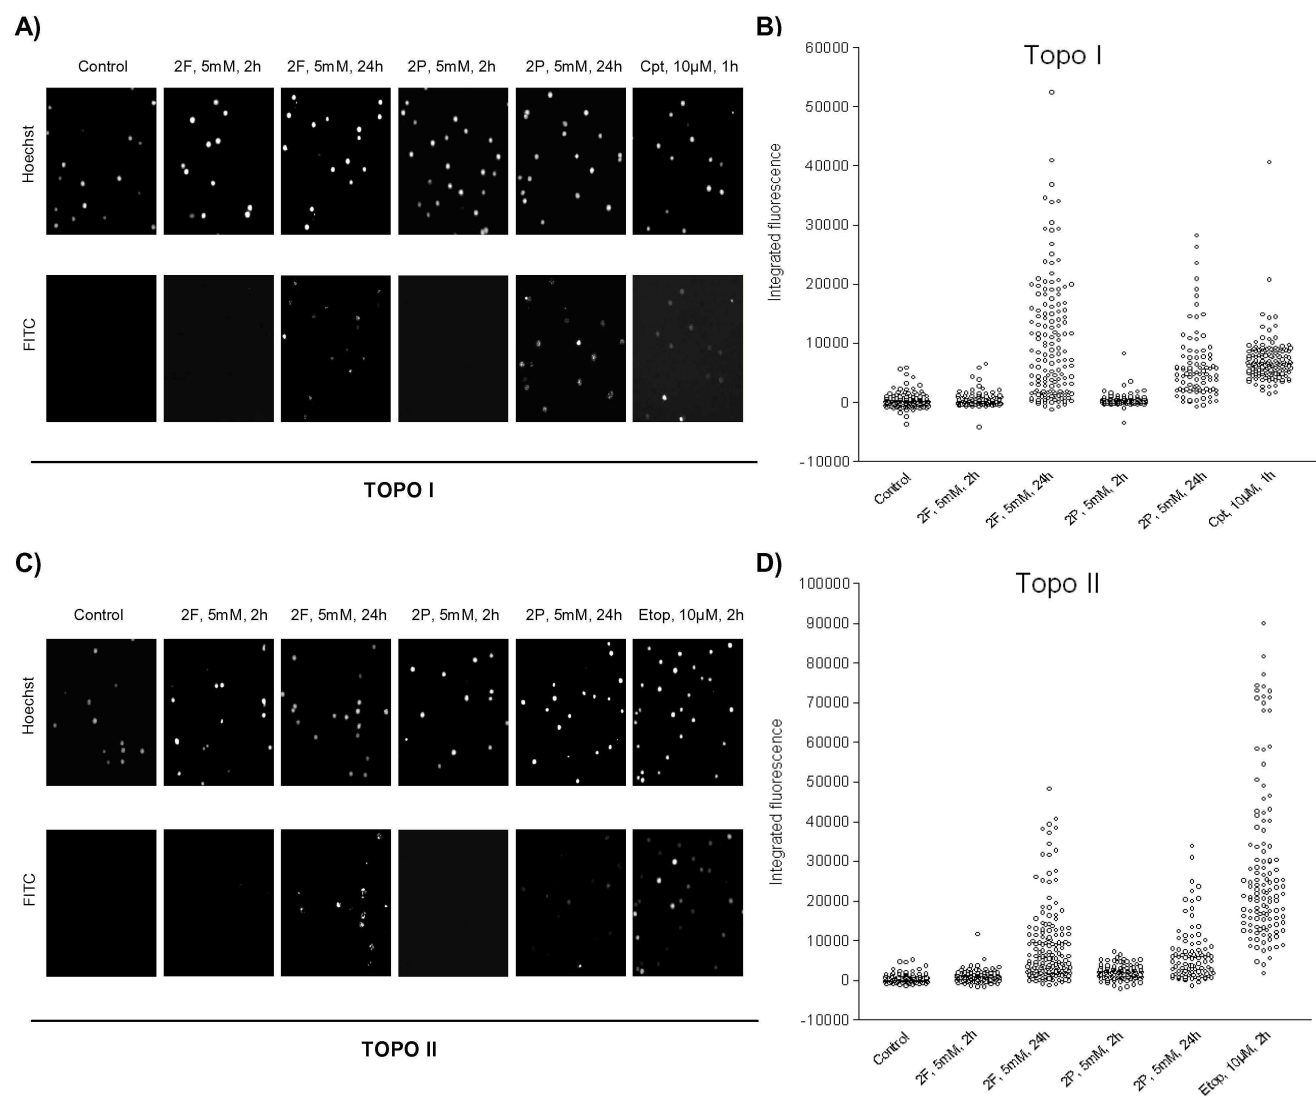 A)
Control 2F, 5mM, 2h 2F, 5mM, 24h 2P, 5mM, 2h 2P, 5mM, 24h Cpt, 10µM, 1h
Hoechst
FITC
TOPO I
B)
Topo I
Integrated fluorescence
60000
50000
40000
30000
20000
10000
0
-10000
Control 2F, 5mM, 2h 2F, 5mM, 24h 2P, 5mM, 2h 2P, 5mM, 24h Cpt, 10µM, 1h
C)
Control 2F, 5mM, 2h 2F, 5mM, 24h 2P, 5mM, 2h 2P, 5mM, 24h Etop, 10µM, 2h
Hoechst
FITC
TOPO II
D)
Topo II
Integrated fluorescence
100000
90000
80000
70000
60000
50000
40000
30000
20000
10000
0
-10000
Control 2F, 5mM, 2h 2F, 5mM, 24h 2P, 5mM, 2h 2P, 5mM, 24h Etop, 10µM, 2h